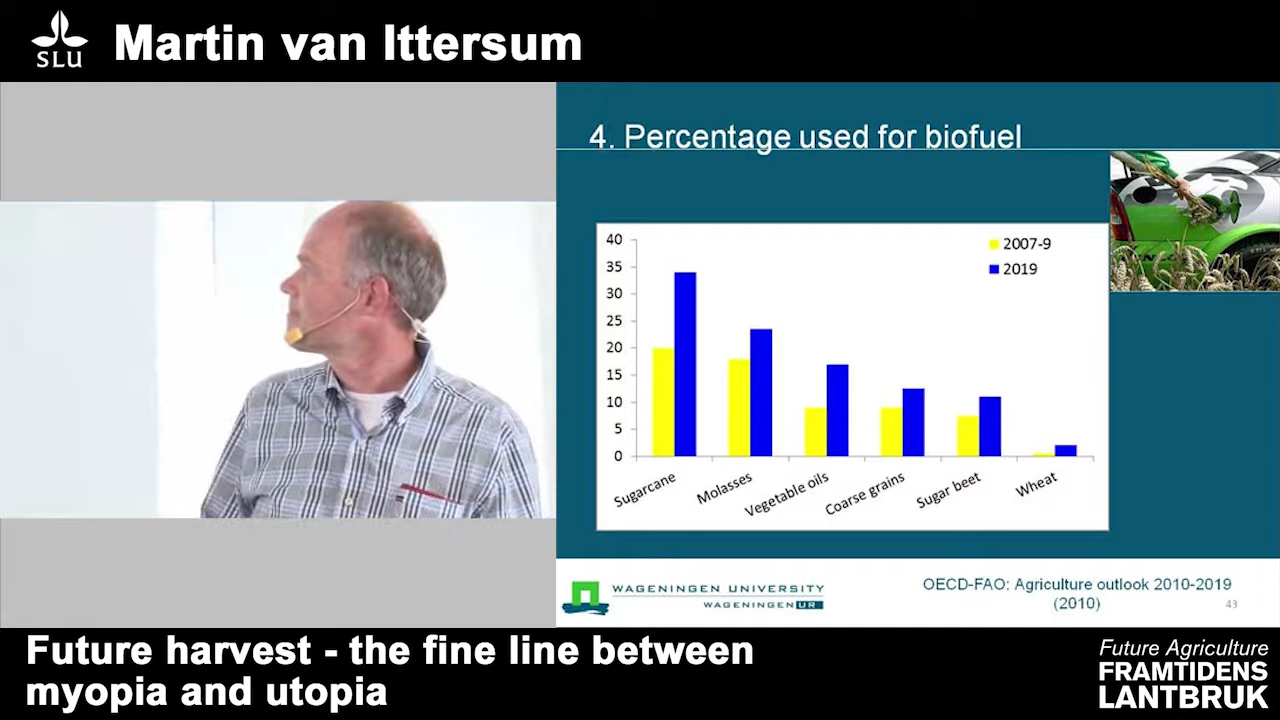 SLU
Martin van Ittersum
4. Percentage used for biofuel
40
35
30
25
20
15
10
5
0
2007-9
2019
Sugarcane
Molasses
Vegetable oils
Coarse grains
Sugar beet
Wheat
WAGENINGEN UNIVERSITY
WAGENINGEN UR
OECD-FAO: Agriculture outlook 2010-2019
(2010)
43
Future harvest - the fine line between
myopia and utopia
Future Agriculture
FRAMTIDENS
LANTBRUK